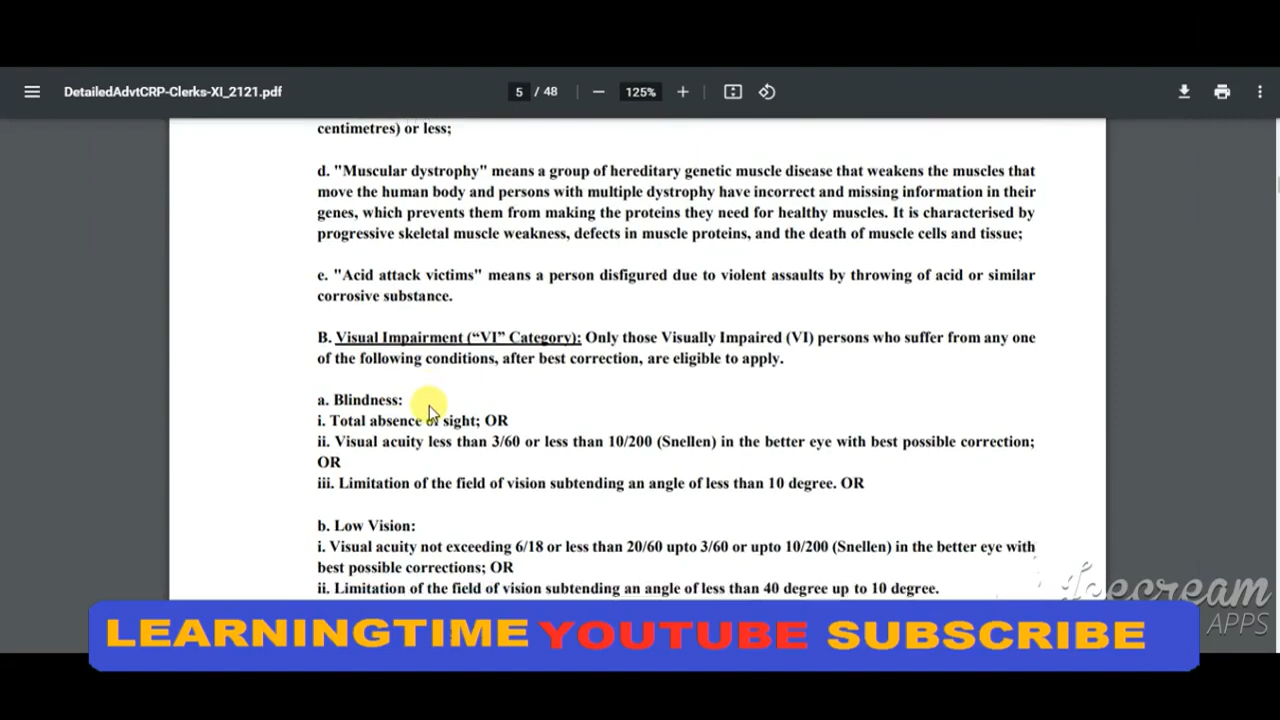 DetailedAdvtCRP-Clerks-XI_2121.pdf
5 / 48
125%
centimetres) or less;
d. "Muscular dystrophy" means a group of hereditary genetic muscle disease that weakens the muscles that
move the human body and persons with multiple dystrophy have incorrect and missing information in their
genes, which prevents them from making the proteins they need for healthy muscles. It is characterised by
progressive skeletal muscle weakness, defects in muscle proteins, and the death of muscle cells and tissue;
e. "Acid attack victims" means a person disfigured due to violent assaults by throwing of acid or similar
corrosive substance.
B. Visual Impairment (“VI” Category): Only those Visually Impaired (VI) persons who suffer from any one
of the following conditions, after best correction, are eligible to apply.
a. Blindness:
i. Total absence of sight; OR
ii. Visual acuity less than 3/60 or less than 10/200 (Snellen) in the better eye with best possible correction;
OR
iii. Limitation of the field of vision subtending an angle of less than 10 degree. OR
b. Low Vision:
i. Visual acuity not exceeding 6/18 or less than 20/60 upto 3/60 or upto 10/200 (Snellen) in the better eye with
best possible corrections; OR
ii. Limitation of the field of vision subtending an angle of less than 40 degree up to 10 degree.
Icecream
APPS
LEARNINGTIME YOUTUBE SUBSCRIBE